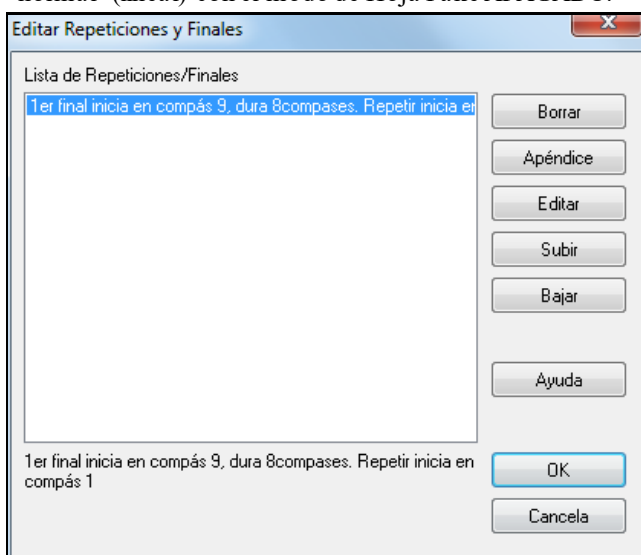 Editar Repeticiones y Finales
Lista de Repeticiones/Finales
1er final inicia en compás 9, dura 8compases. Repetir inicia er
Borrar
Apéndice
Editar
Subir
Bajar
Ayuda
1er final inicia en compás 9, dura 8compases. Repetir inicia en
compás 1
OK
Cancela